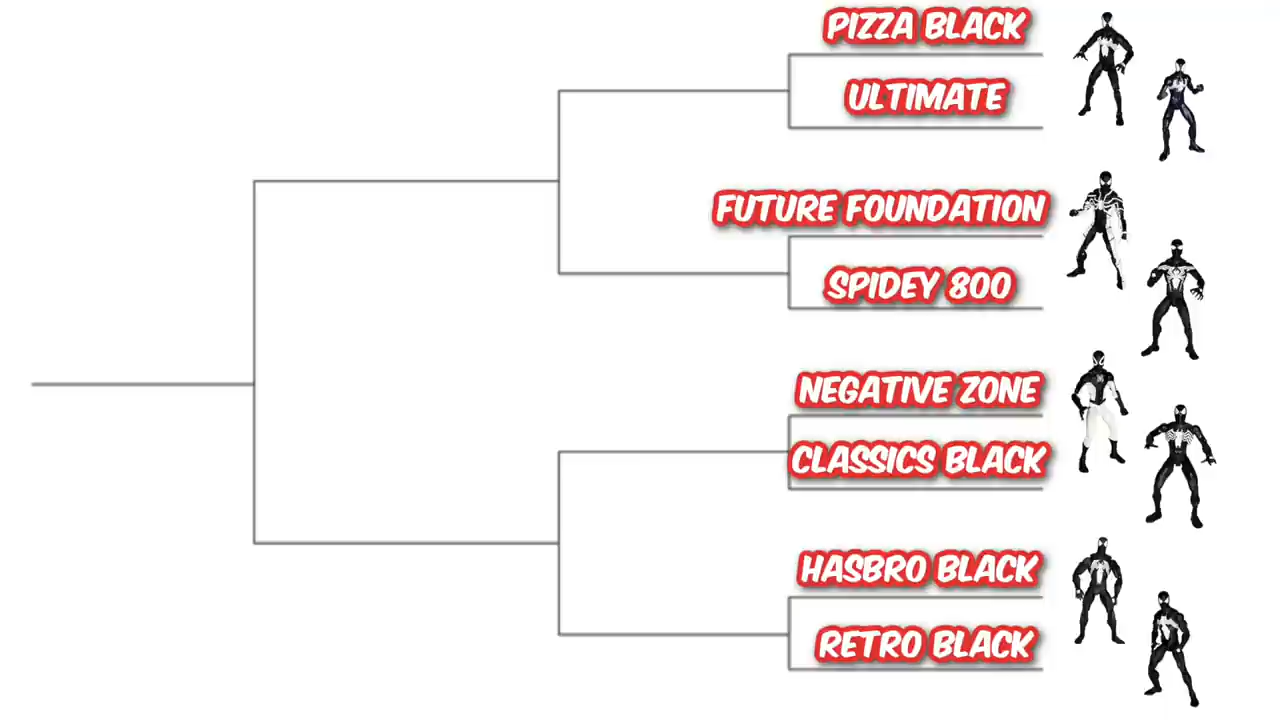 PIZZA BLACK
ULTIMATE
FUTURE FOUNDATION
SPIDEY 800
NEGATIVE ZONE
CLASSICS BLACK
HASBRO BLACK
RETRO BLACK